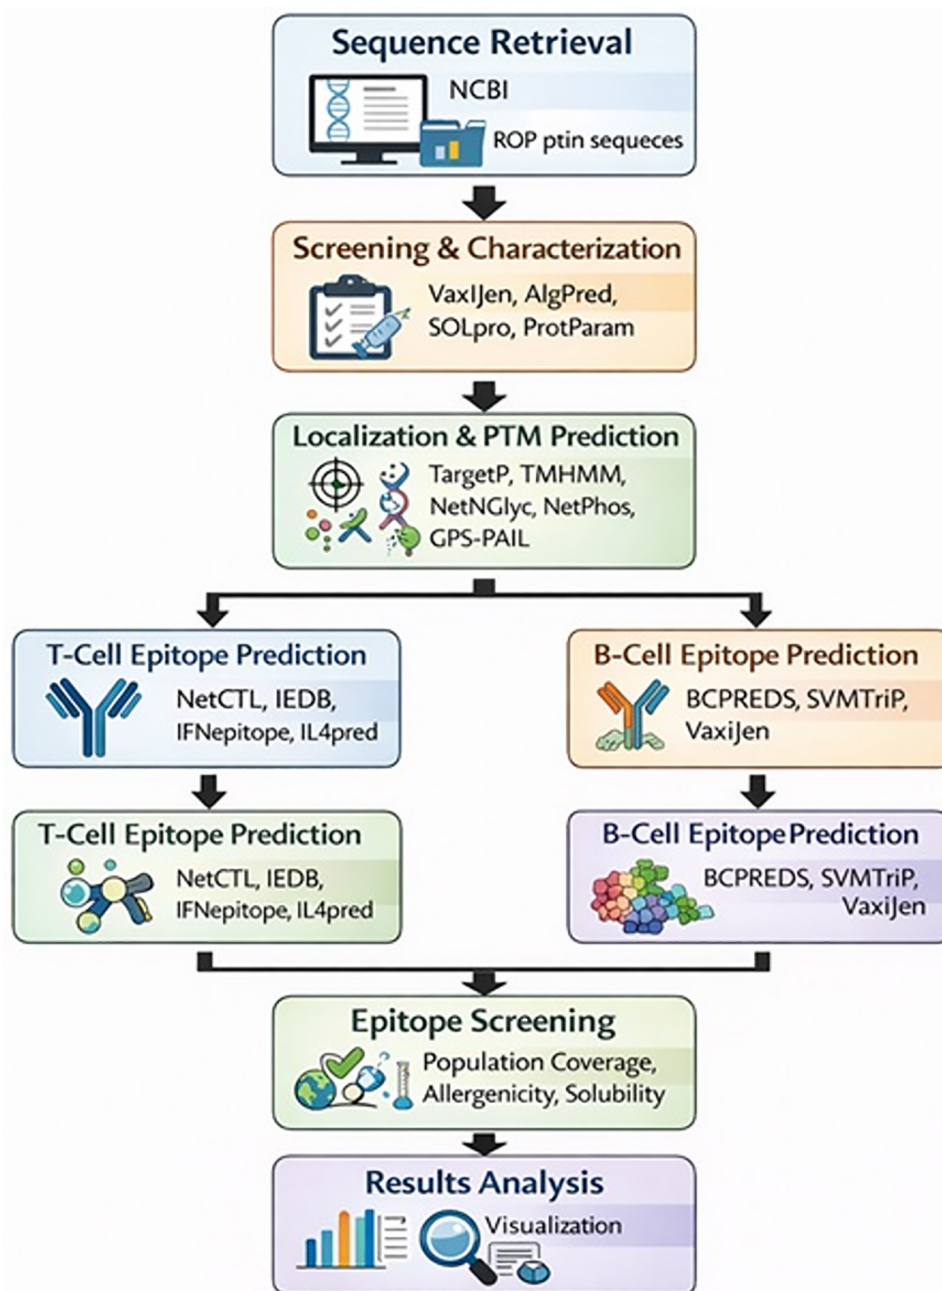 Sequence Retrieval
NCBI
ROP ptin sequeces
Screening & Characterization
VaxIJen, AlgPred,
SOLpro, ProtParam
Localization & PTM Prediction
TargetP, TMHMM,
NetNGlyc, NetPhos,
GPS-PAIL
T-Cell Epitope Prediction
NetCTL, IEDB,
IFNepitope, IL4pred
B-Cell Epitope Prediction
BCPREDS, SVMTriP,
VaxiJen
T-Cell Epitope Prediction
NetCTL, IEDB,
IFNepitope, IL4pred
B-Cell Epitope Prediction
BCPREDS, SVMTriP,
VaxiJen
Epitope Screening
Population Coverage,
Allergenicity, Solubility
Results Analysis
Visualization